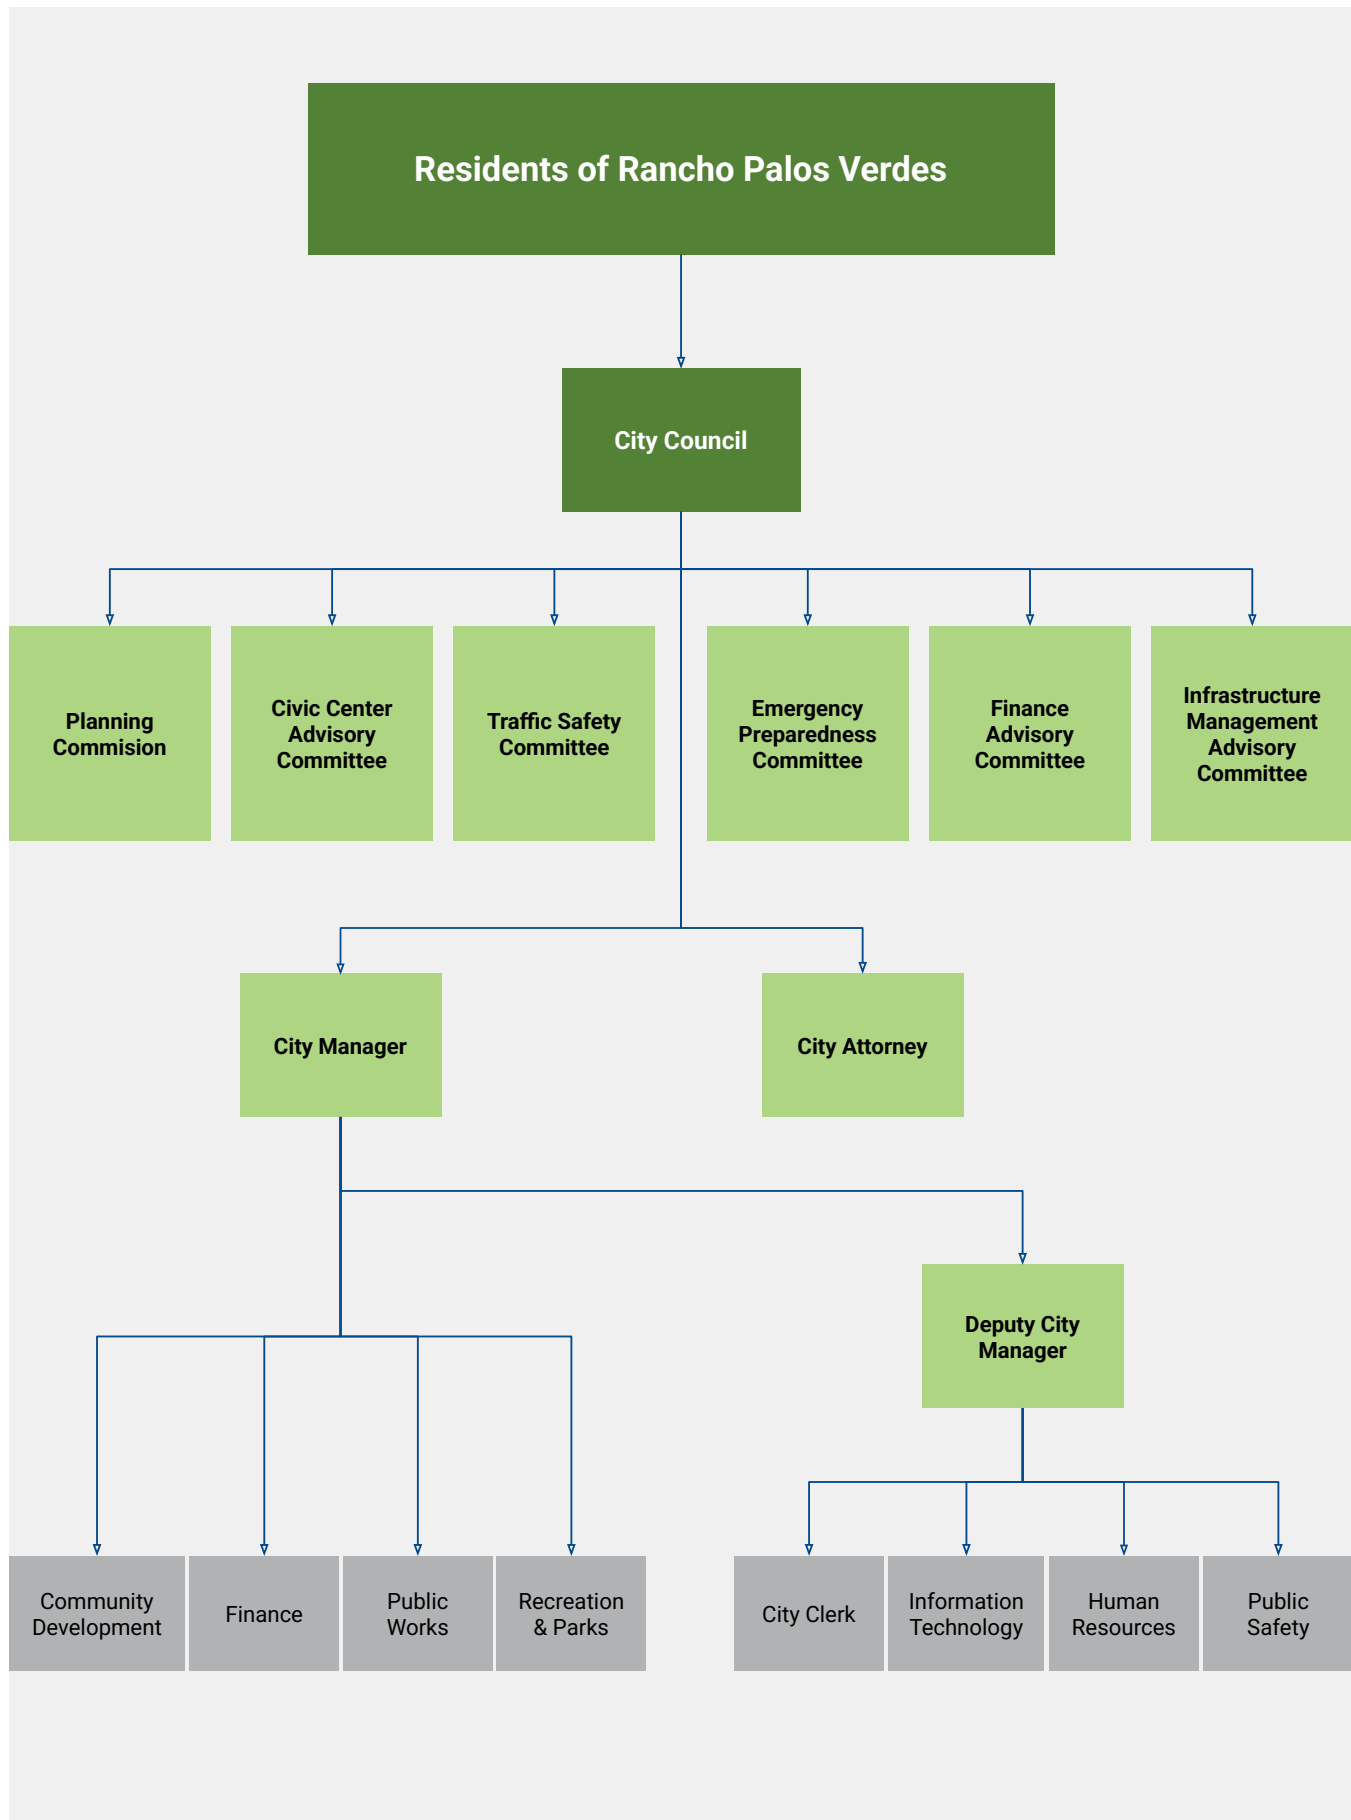 Residents of Rancho Palos Verdes
City Council
Planning
Commision
Civic Center
Advisory
Committee
Traffic Safety
Committee
Emergency
Preparedness
Committee
Finance
Advisory
Committee
Infrastructure
Management
Advisory
Committee
City Manager
City Attorney
Deputy City
Manager
Community
Development
Finance
Public
Works
Recreation
& Parks
City Clerk
Information
Technology
Human
Resources
Public
Safety